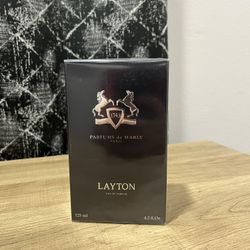 PARFUMS de MARLY
PARIS
LAYTON
EAU DE PARFUM
125 ml 4.2 fl.Oz